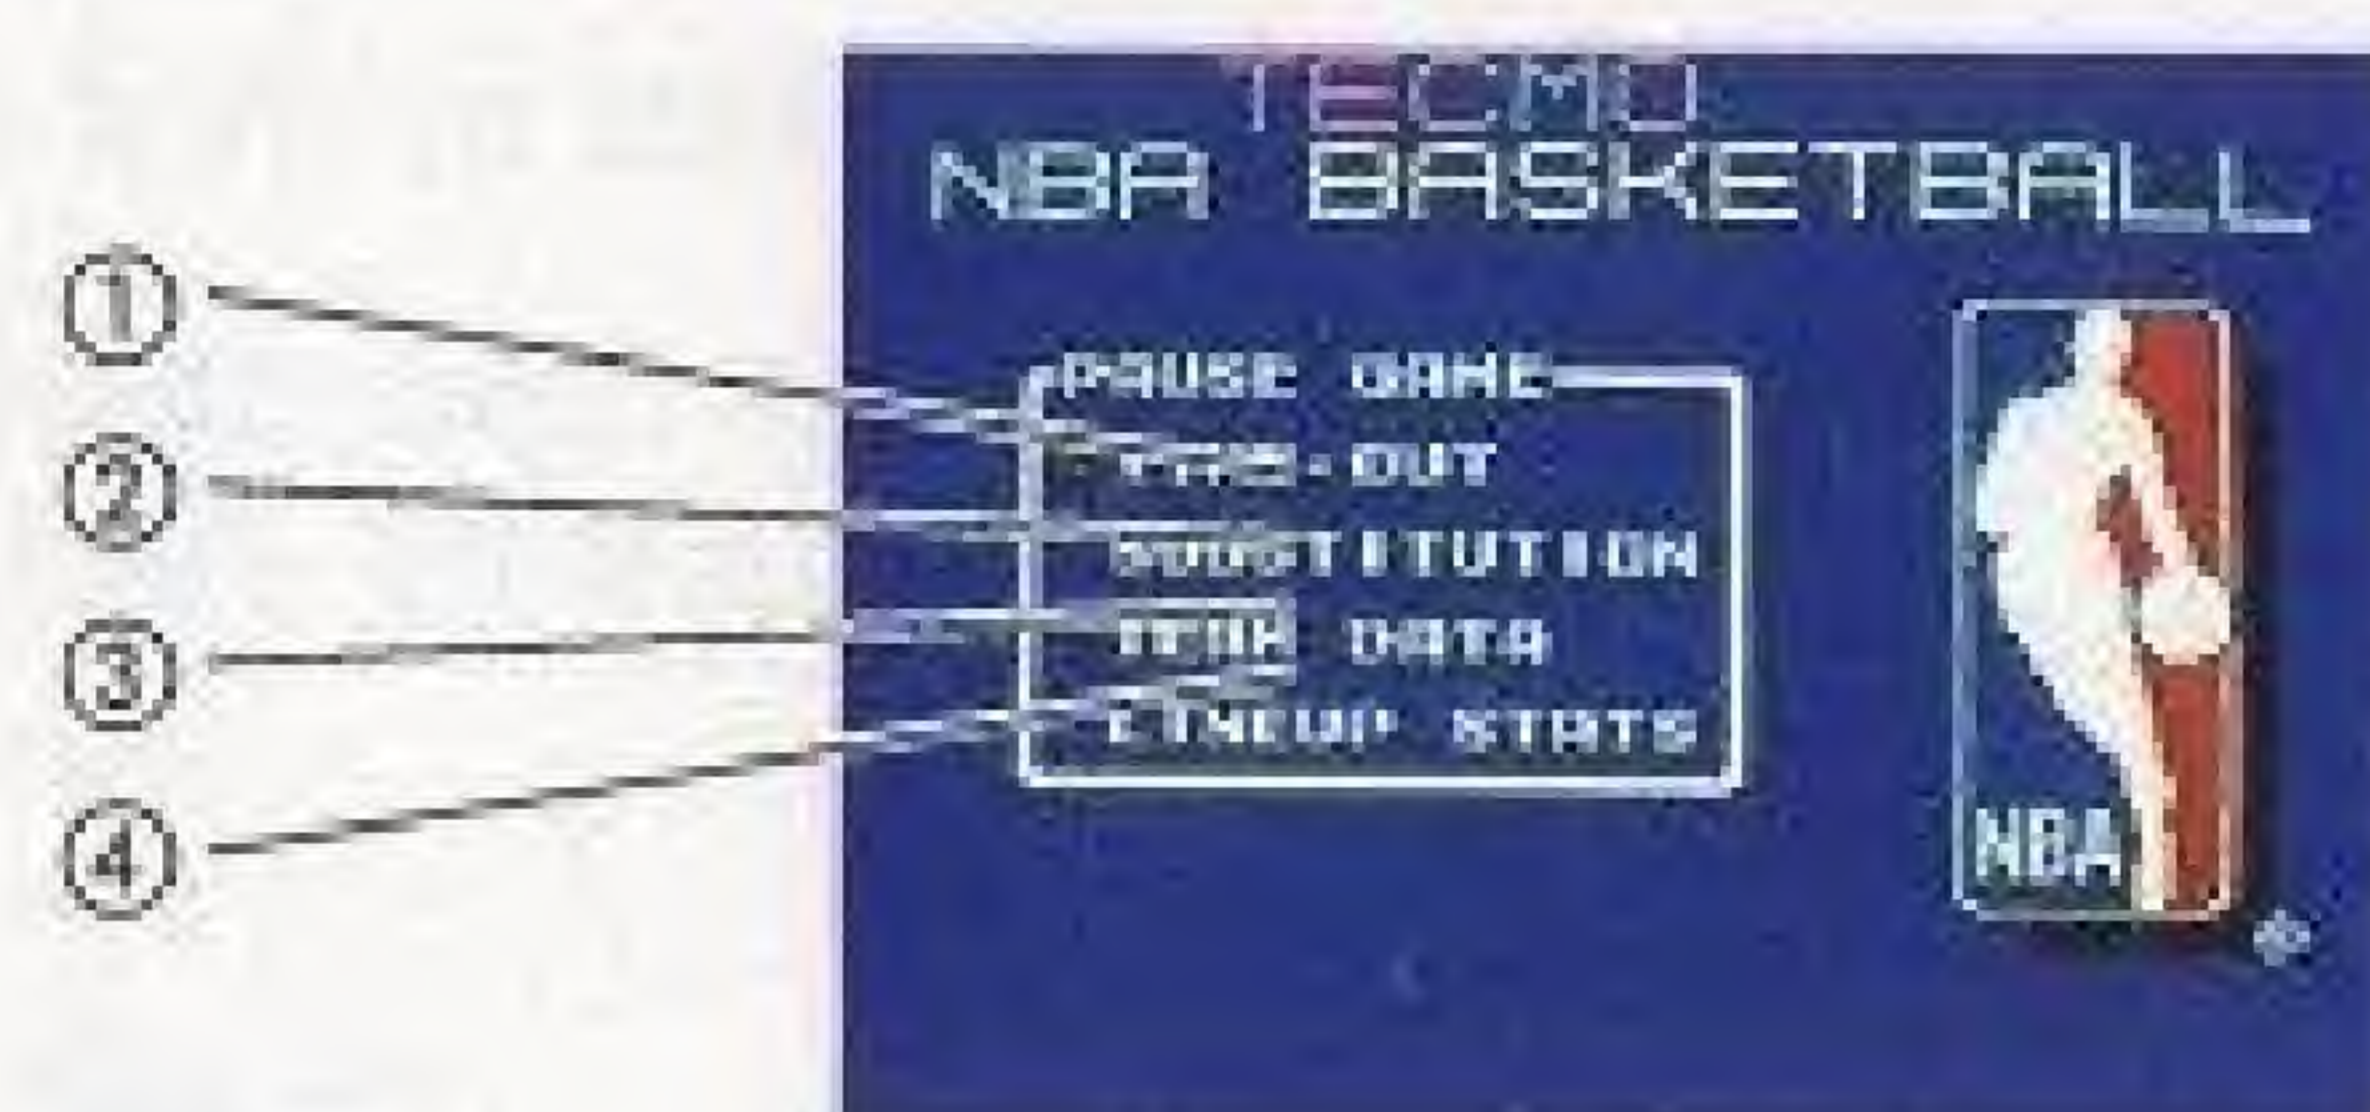 TECMO
NBA BASKETBALL
①
②
③
④
PAUSE GAME
TIME-OUT
SUBSTITUTION
TEAM DATA
LINEUP STATS
NBA